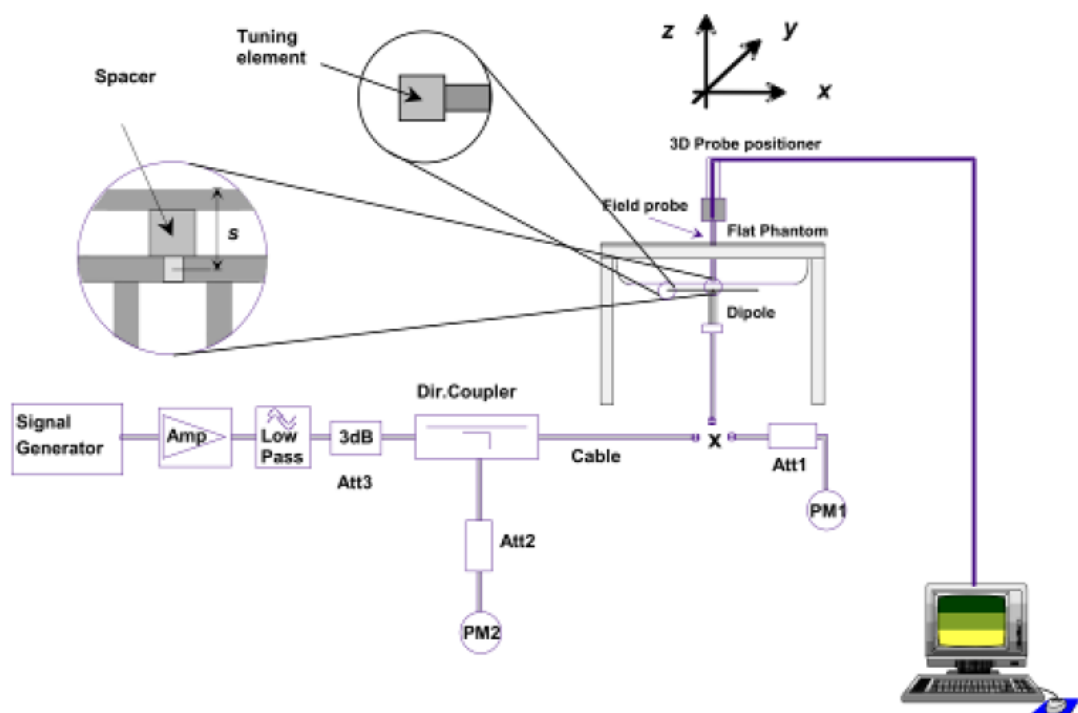 Tuning
element
Spacer
s
z
y
x
3D Probe positioner
Field probe
Flat Phantom
Dipole
Dir.Coupler
Signal
Generator
Amp
Low
Pass
3dB
Att3
Cable
x
Att1
PM1
Att2
PM2